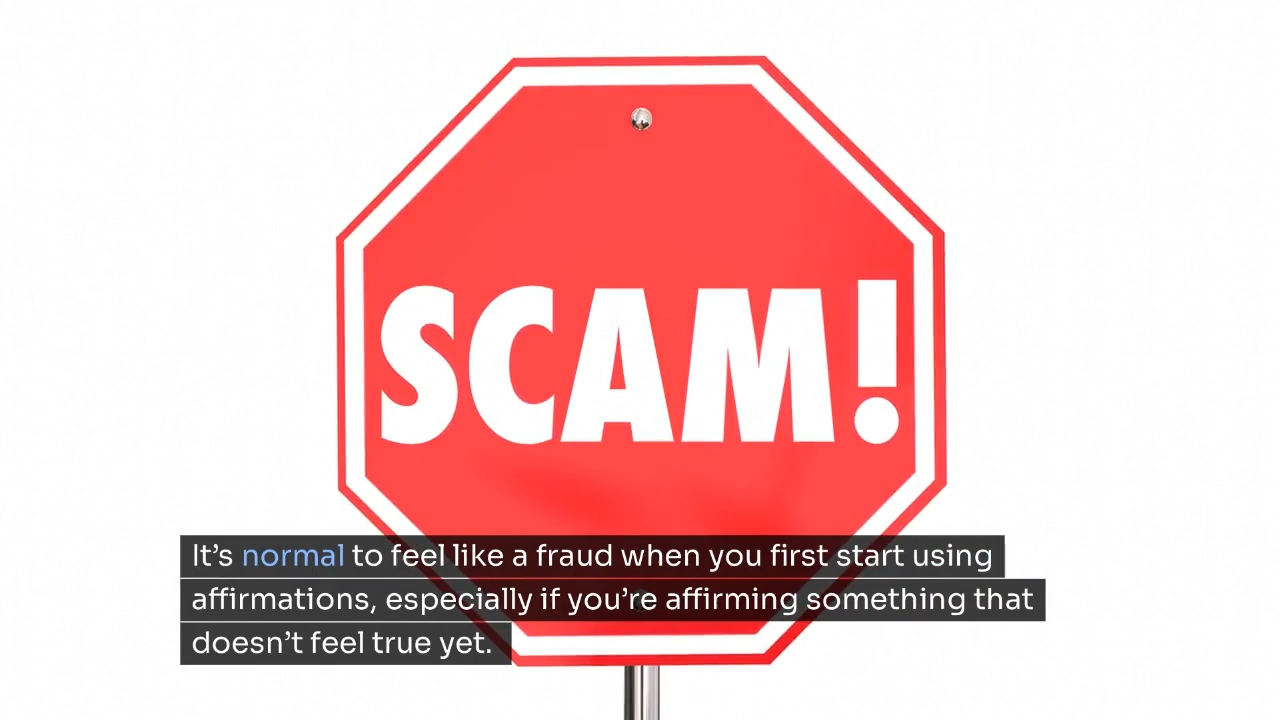 SCAM!
It’s normal to feel like a fraud when you first start using
affirmations, especially if you’re affirming something that
doesn’t feel true yet.